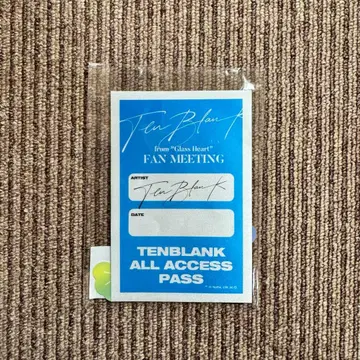 TenBlank
from "Glass Heart"
FAN MEETING
ARTIST
TenBlank
DATE
TENBLANK
ALL ACCESS
PASS